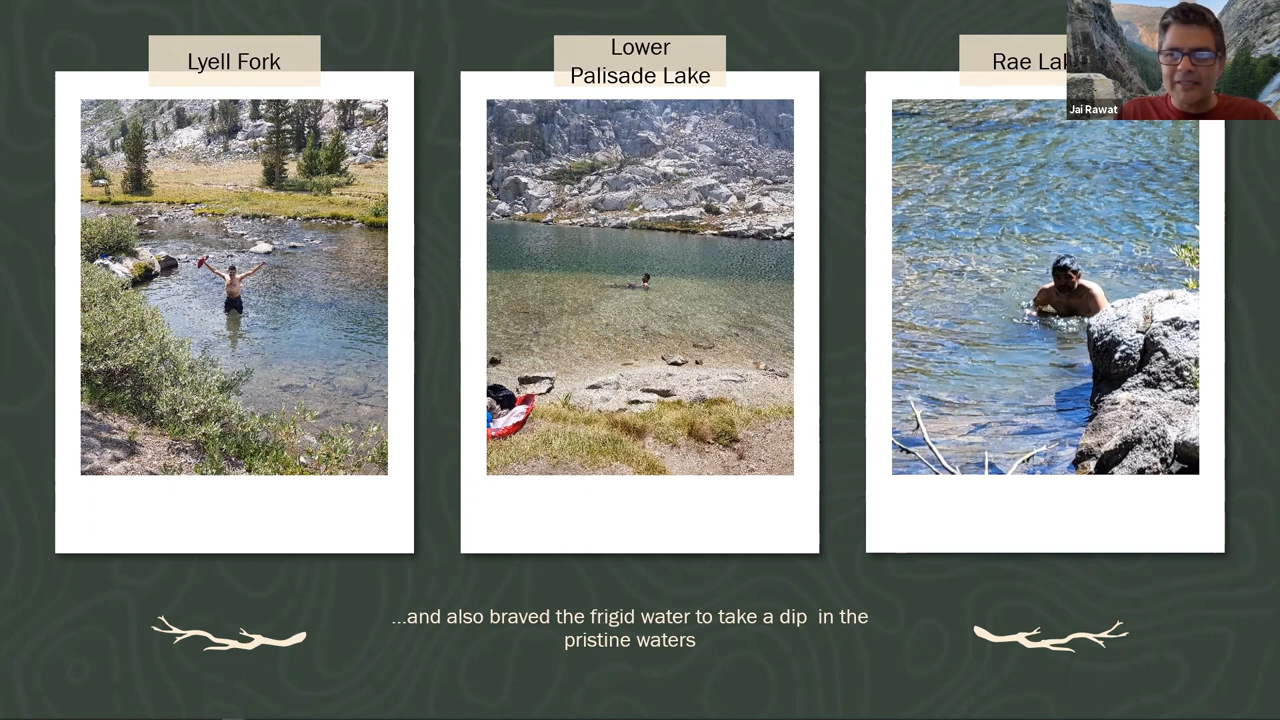 Lyell Fork
Lower
Palisade Lake
Rae
Jai Rawat
...and also braved the frigid water to take a dip in the
pristine waters